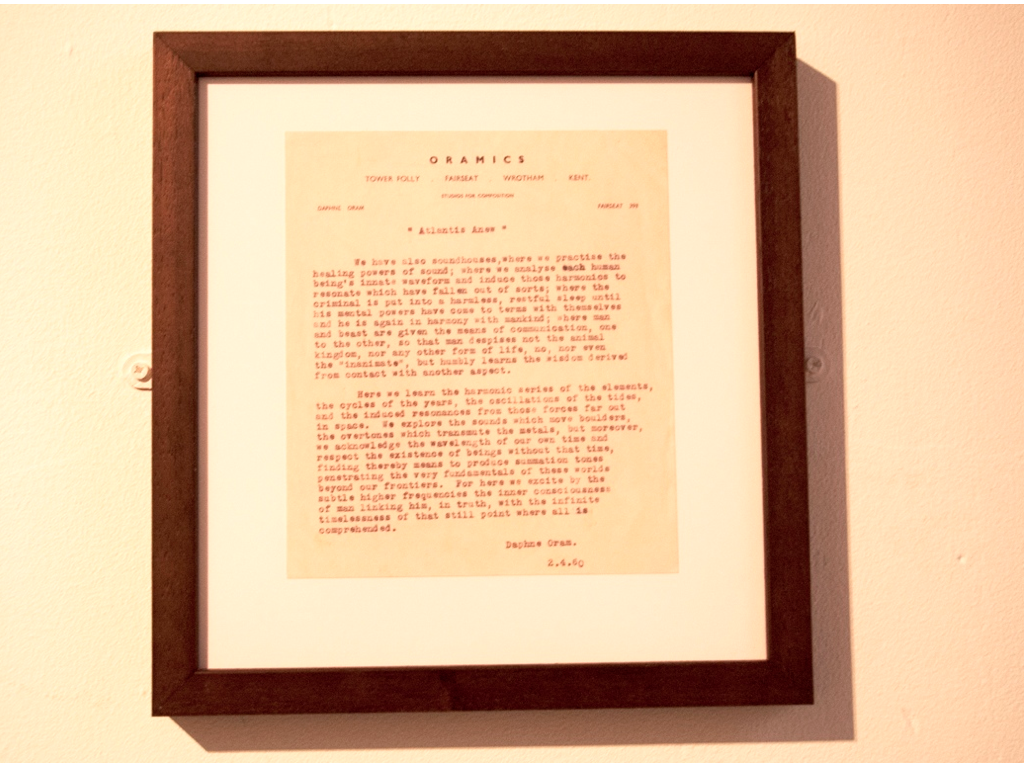 ORAMICS
TOWER FOLLY . FAIRSEAT . WROTHAM . KENT.
STUDIOS FOR COMPOSITION
DAPHNE ORAM FAIRSEAT
" Atlantis Anew "
We have also soundhouses,where we practise the
healing powers of sound; where we analyse each human
being's innate waveform and induce those harmonics to
resonate which have fallen out of sorts; where the
criminal is put into a harmless, restful sleep until
his mental powers have come to terms with themselves
and he is again in harmony with mankind; where man
and beast are given the means of communication, one
to the other, so that man despises not the animal
kingdom, nor any other form of life, no, nor even
the "inanimate", but humbly learns the wisdom derived
from contact with another aspect.
Here we learn the harmonic series of the elements,
the cycles of the years, the oscillations of the tides,
and the induced resonances from those forces far out
in space. We explore the sounds which move boulders,
the overtones which transmute the metals, but moreover,
we acknowledge the wavelength of our own time and
respect the existence of beings without that time,
finding thereby means to produce summation tones
penetrating the very fundamentals of these worlds
beyond our frontiers. For here we excite by the
subtle higher frequencies the inner consciousness
of man linking him, in truth, with the infinite
timelessness of that still point where all is
comprehended.
Daphne Oram.
2.4.60